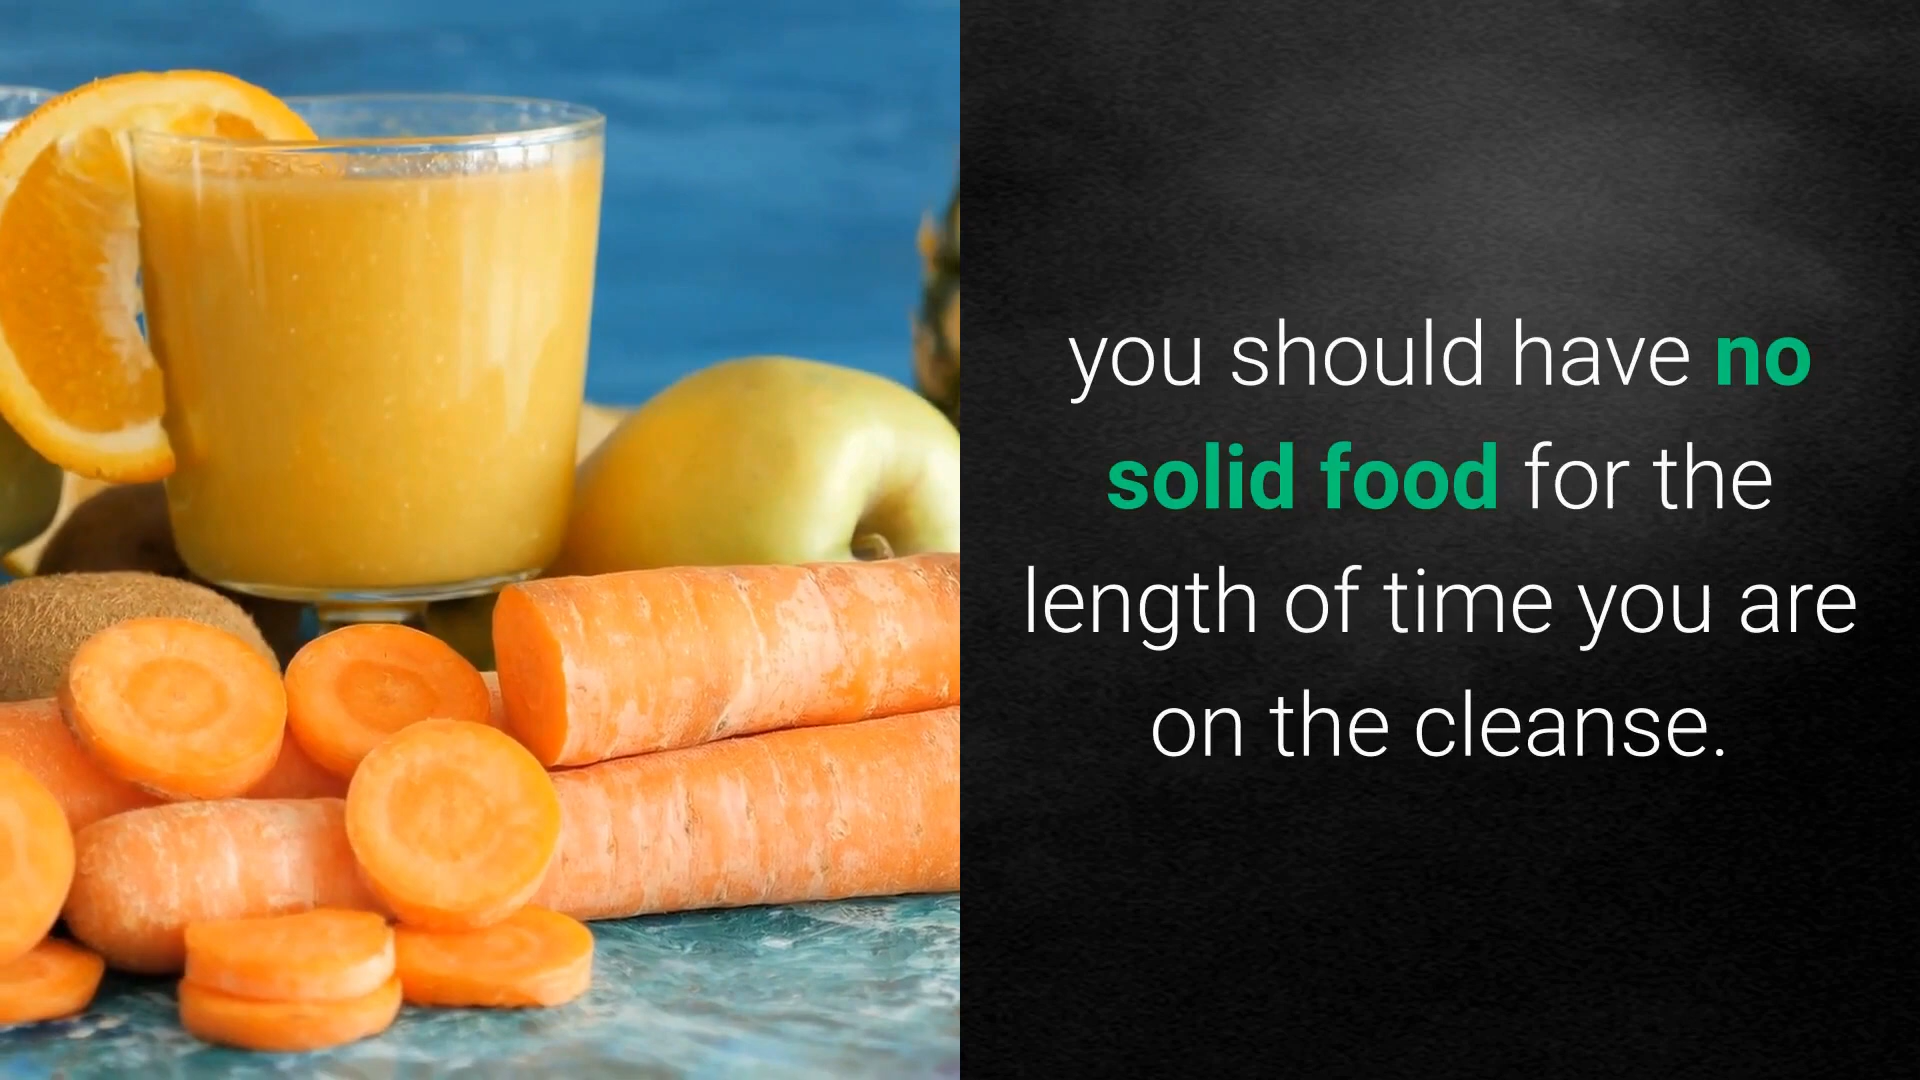 you should have no
solid food for the
length of time you are
on the cleanse.